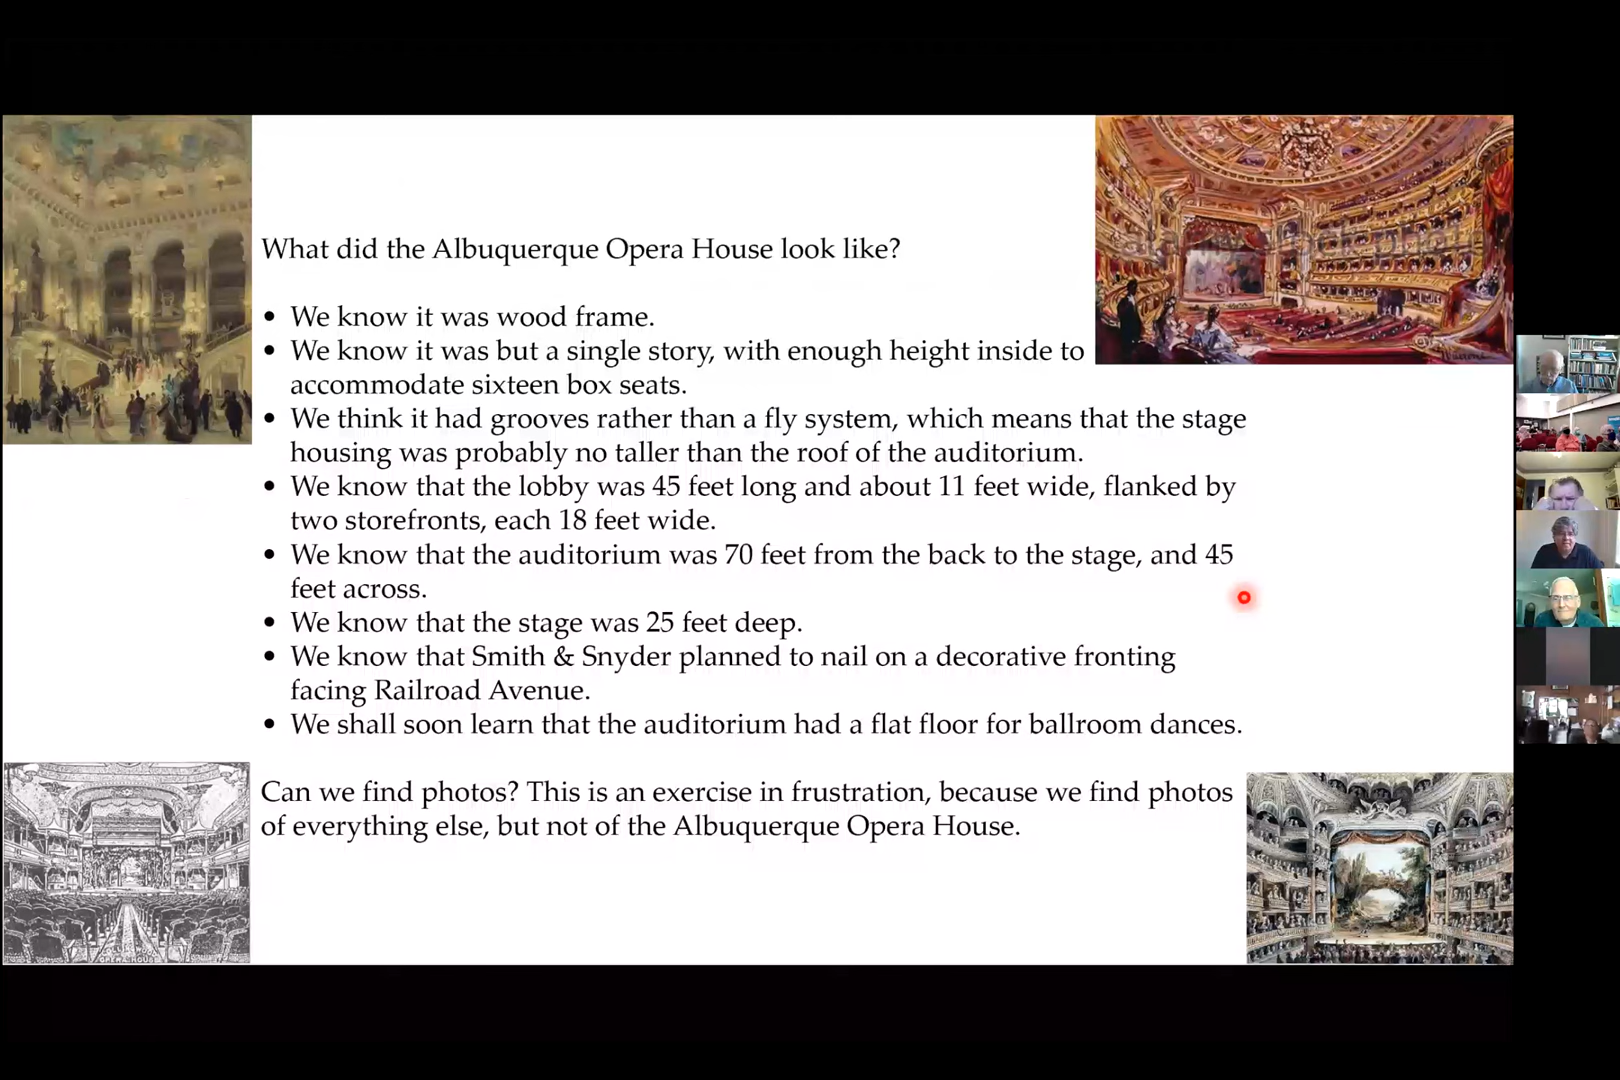 What did the Albuquerque Opera House look like?
• We know it was wood frame.
• We know it was but a single story, with enough height inside to
accommodate sixteen box seats.
• We think it had grooves rather than a fly system, which means that the stage
housing was probably no taller than the roof of the auditorium.
• We know that the lobby was 45 feet long and about 11 feet wide, flanked by
two storefronts, each 18 feet wide.
• We know that the auditorium was 70 feet from the back to the stage, and 45
feet across.
• We know that the stage was 25 feet deep.
• We know that Smith & Snyder planned to nail on a decorative fronting
facing Railroad Avenue.
• We shall soon learn that the auditorium had a flat floor for ballroom dances.
Can we find photos? This is an exercise in frustration, because we find photos
of everything else, but not of the Albuquerque Opera House.
OPERA HOUSE